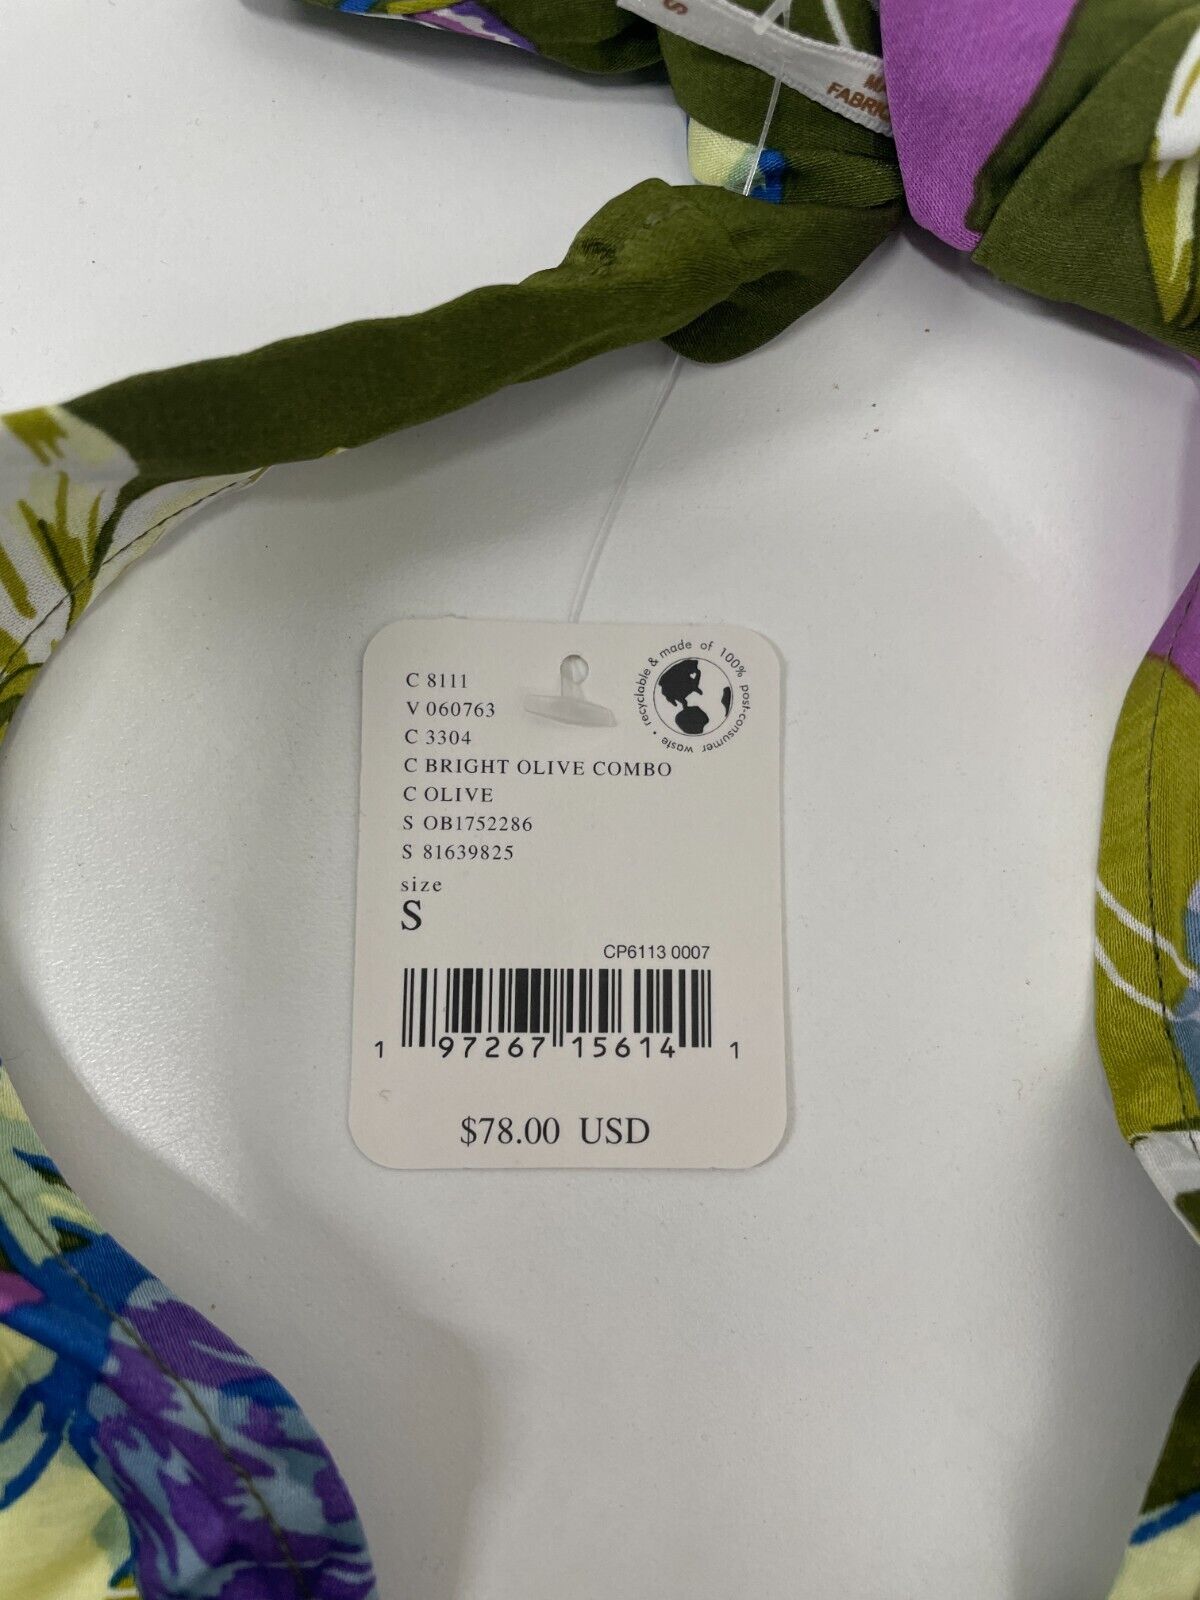 S
FABRIC
recyclable & made of 100% post-consumer waste •
C 8111
V 060763
C 3304
C BRIGHT OLIVE COMBO
C OLIVE
S OB1752286
S 81639825
size
S
CP6113 0007
1 97267 15614 1
$78.00 USD